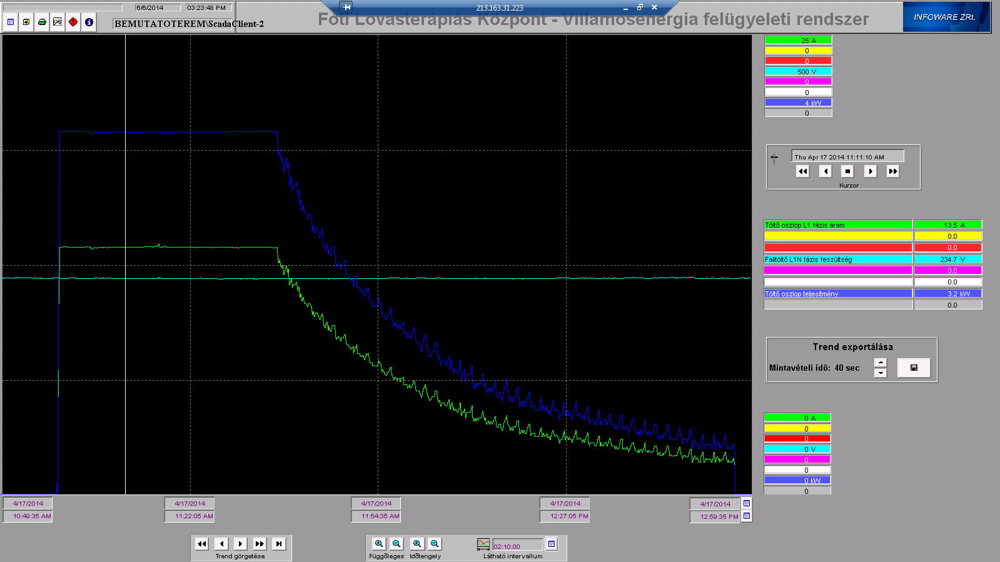 6/6/2014 03:23:48 PM
213.163.31.223
BEMUTATOTEREM\ScadaClient-2
Fóti Lovasterápiás Központ - Villamosenergia felügyeleti rendszer
INFOWARE ZRt.
25 A
0
0
500 V
0
0
4 kW
0
Thu Apr 17 2014 11:11:10 AM
Kurzor
Töltő oszlop L1 fázis áram 13.5 A
0.0
0.0
Falitöltő L1N fázis feszültség 234.7 V
0.0
0.0
Töltő oszlop teljesítmény 3.2 kW
0.0
Trend exportálása
Mintavételi idő: 40 sec
0 A
0
0
0 V
0
0
0 kW
0
4/17/2014 4/17/2014 4/17/2014 4/17/2014 4/17/2014
10:49:35 AM 11:22:05 AM 11:54:35 AM 12:27:05 PM 12:59:35 PM
02:10:00
Trend görgetése Függőleges Időtengely Látható intervallum